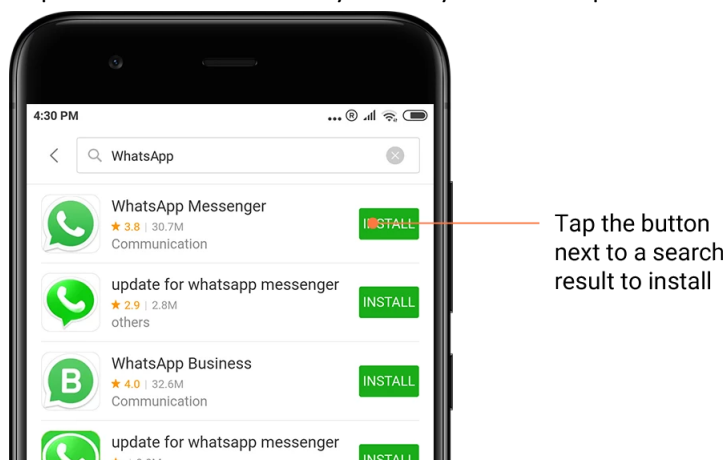 4:30 PM
WhatsApp
WhatsApp Messenger
3.8 | 30.7M
Communication
INSTALL
Tap the button
next to a search
result to install
update for whatsapp messenger
2.9 | 2.8M
others
INSTALL
WhatsApp Business
4.0 | 32.6M
Communication
INSTALL
B
update for whatsapp messenger
INSTALL